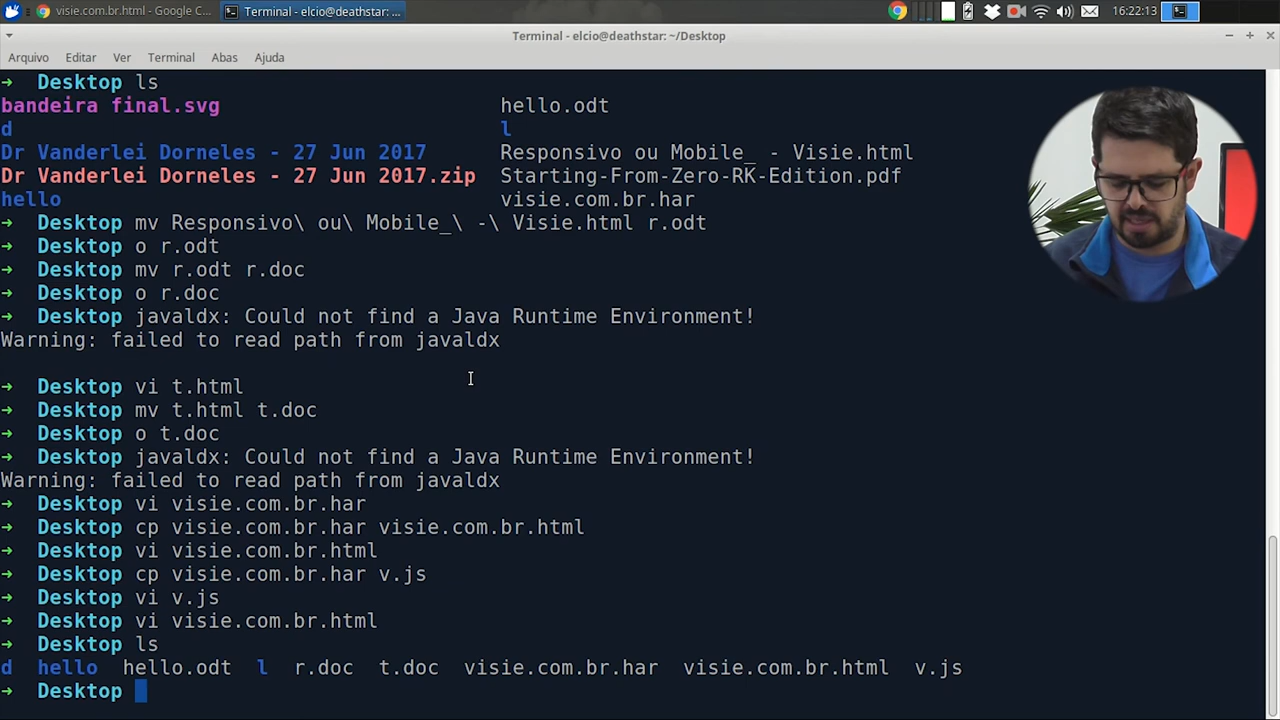 visie.com.br.html - Google C...
Terminal - elcio@deathstar: ...
16:22:13
Terminal - elcio@deathstar: ~/Desktop
Arquivo Editar Ver Terminal Abas Ajuda
→ Desktop ls
bandeira final.svg hello.odt
d l
Dr Vanderlei Dorneles - 27 Jun 2017 Responsivo ou Mobile_ - Visie.html
Dr Vanderlei Dorneles - 27 Jun 2017.zip Starting-From-Zero-RK-Edition.pdf
hello visie.com.br.har
→ Desktop mv Responsivo\ ou\ Mobile_\ -\ Visie.html r.odt
→ Desktop o r.odt
→ Desktop mv r.odt r.doc
→ Desktop o r.doc
→ Desktop javaldx: Could not find a Java Runtime Environment!
Warning: failed to read path from javaldx
→ Desktop vi t.html
→ Desktop mv t.html t.doc
→ Desktop o t.doc
→ Desktop javaldx: Could not find a Java Runtime Environment!
Warning: failed to read path from javaldx
→ Desktop vi visie.com.br.har
→ Desktop cp visie.com.br.har visie.com.br.html
→ Desktop vi visie.com.br.html
→ Desktop cp visie.com.br.har v.js
→ Desktop vi v.js
→ Desktop vi visie.com.br.html
→ Desktop ls
d hello hello.odt l r.doc t.doc visie.com.br.har visie.com.br.html v.js
→ Desktop